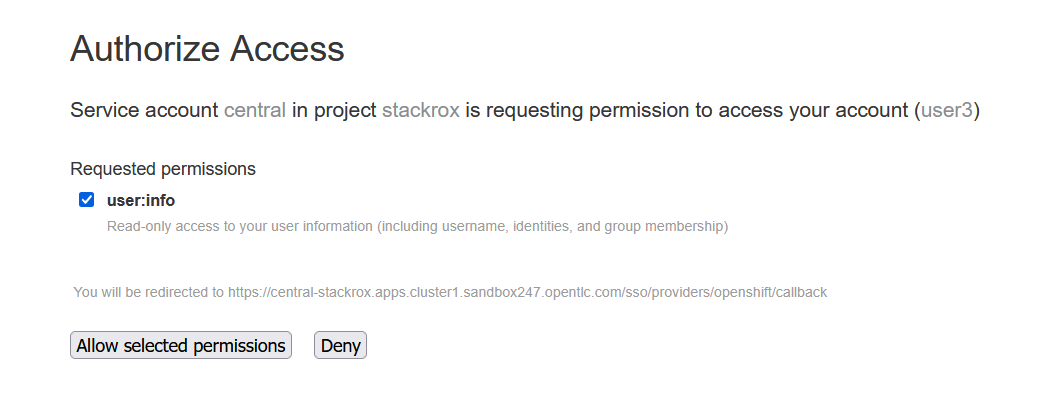 Authorize Access
Service account central in project stackrox is requesting permission to access your account (user3)
Requested permissions
user:info
Read-only access to your user information (including username, identities, and group membership)
You will be redirected to https://central-stackrox.apps.cluster1.sandbox247.opentlc.com/sso/providers/openshift/callback
Allow selected permissions Deny